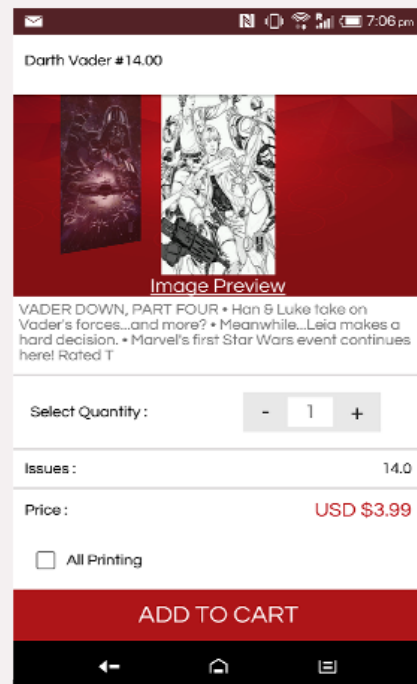 7:06 pm
Darth Vader #14.00
Image Preview
VADER DOWN, PART FOUR • Han & Luke take on
Vader's forces...and more? • Meanwhile...Leia makes a
hard decision. • Marvel's first Star Wars event continues
here! Rated T
Select Quantity :
- 1 +
Issues : 14.0
Price : USD $3.99
All Printing
ADD TO CART